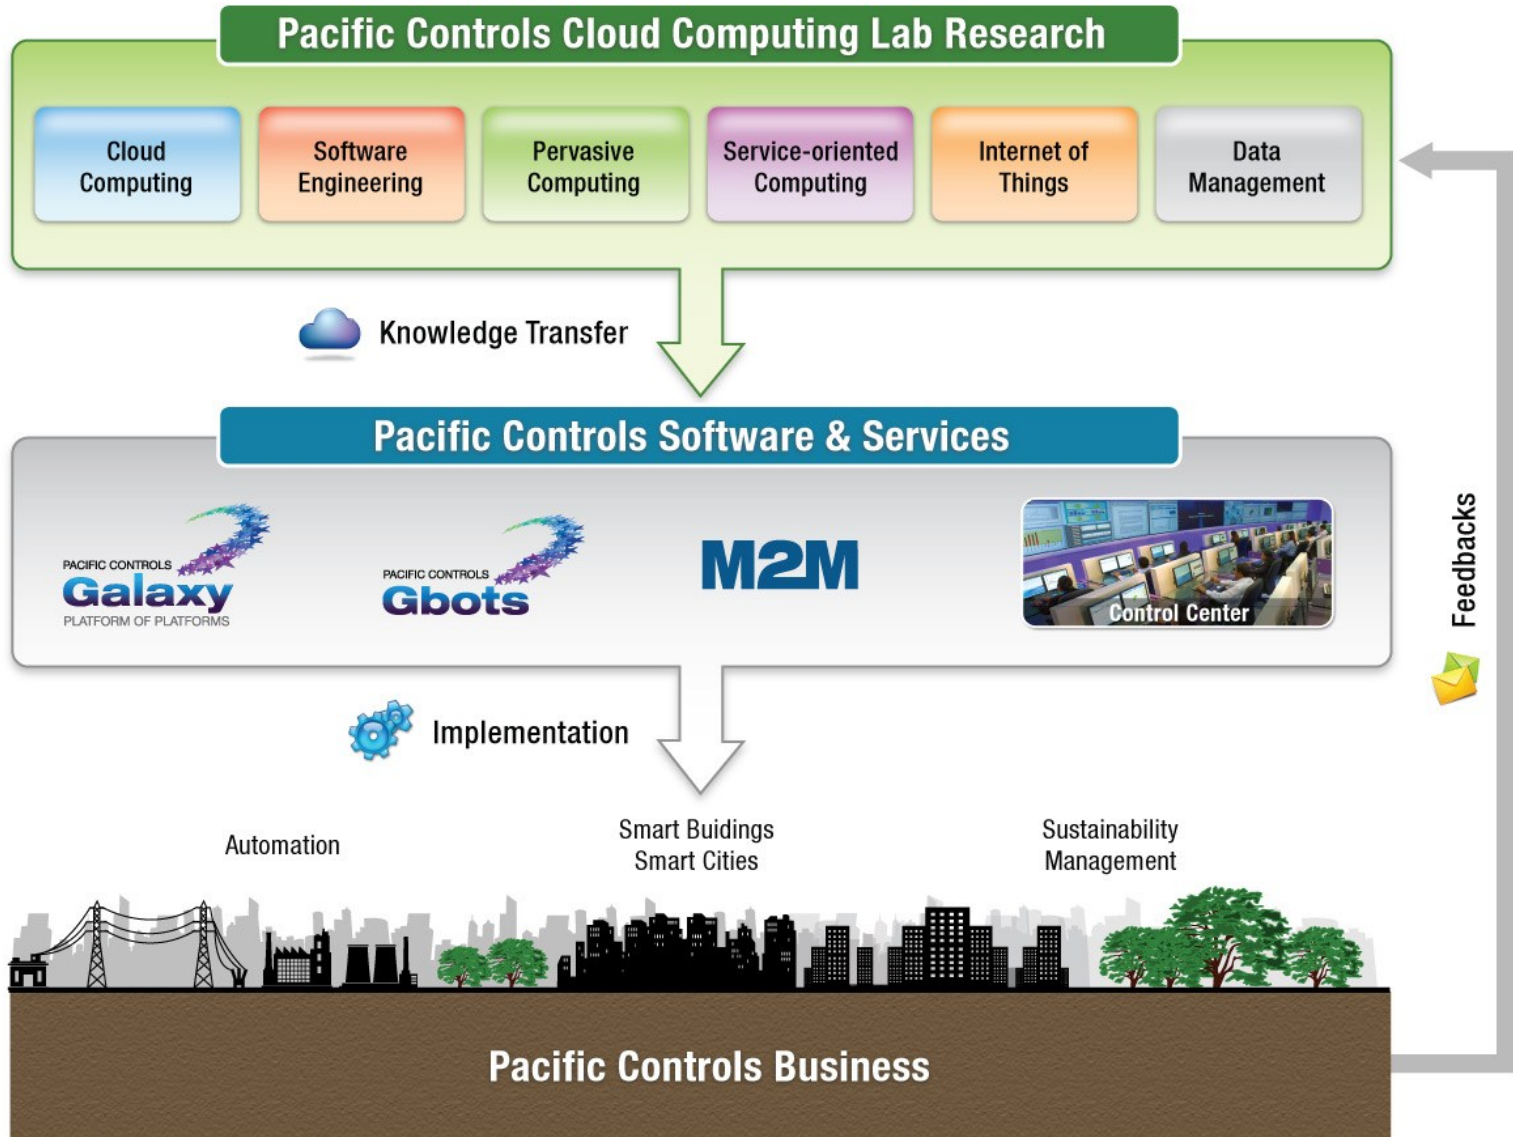 Pacific Controls Cloud Computing Lab Research
Cloud
Computing
Software
Engineering
Pervasive
Computing
Service-oriented
Computing
Internet of
Things
Data
Management
Knowledge Transfer
Pacific Controls Software & Services
PACIFIC CONTROLS
Galaxy
PLATFORM OF PLATFORMS
PACIFIC CONTROLS
Gbots
M2M
Control Center
Feedbacks
Implementation
Automation
Smart Buidings
Smart Cities
Sustainability
Management
Pacific Controls Business